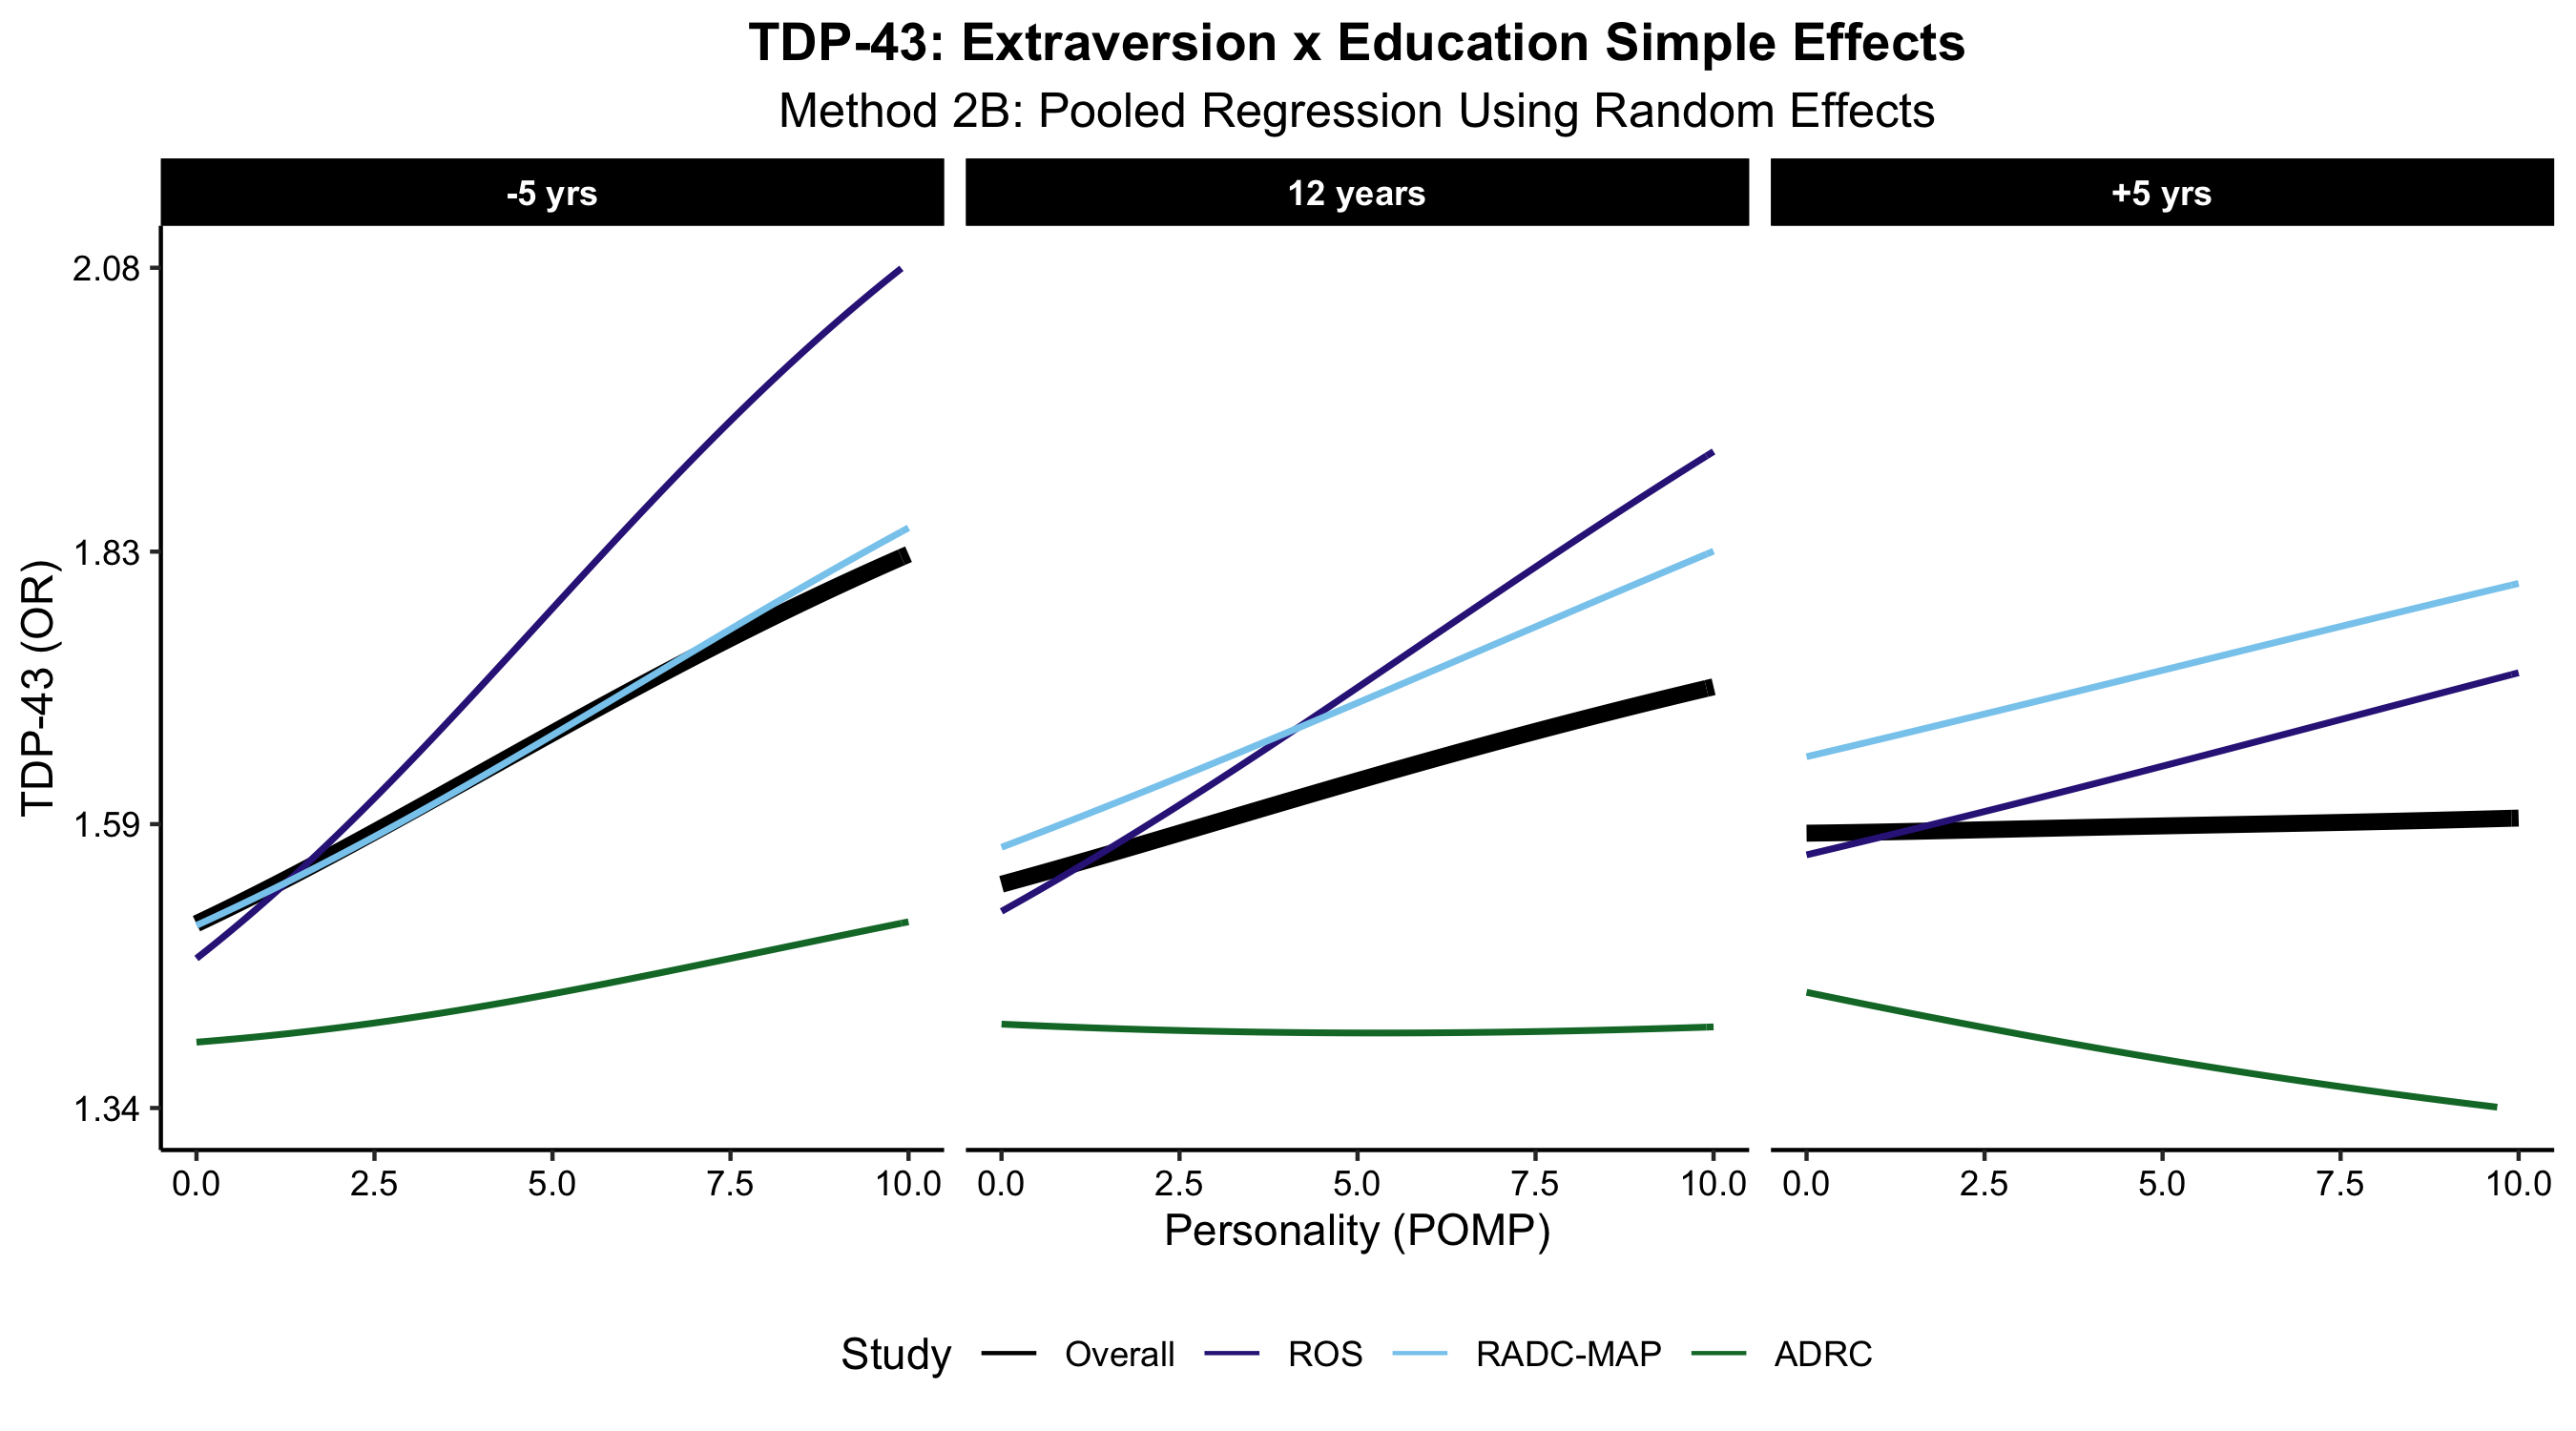 TDP-43: Extraversion x Education Simple Effects
Method 2B: Pooled Regression Using Random Effects
-5 yrs 12 years +5 yrs
TDP-43 (OR)
2.08
1.83
1.59
1.34
0.0 2.5 5.0 7.5 10.0 0.0 2.5 5.0 7.5 10.0 0.0 2.5 5.0 7.5 10.0
Personality (POMP)
Study Overall ROS RADC-MAP ADRC